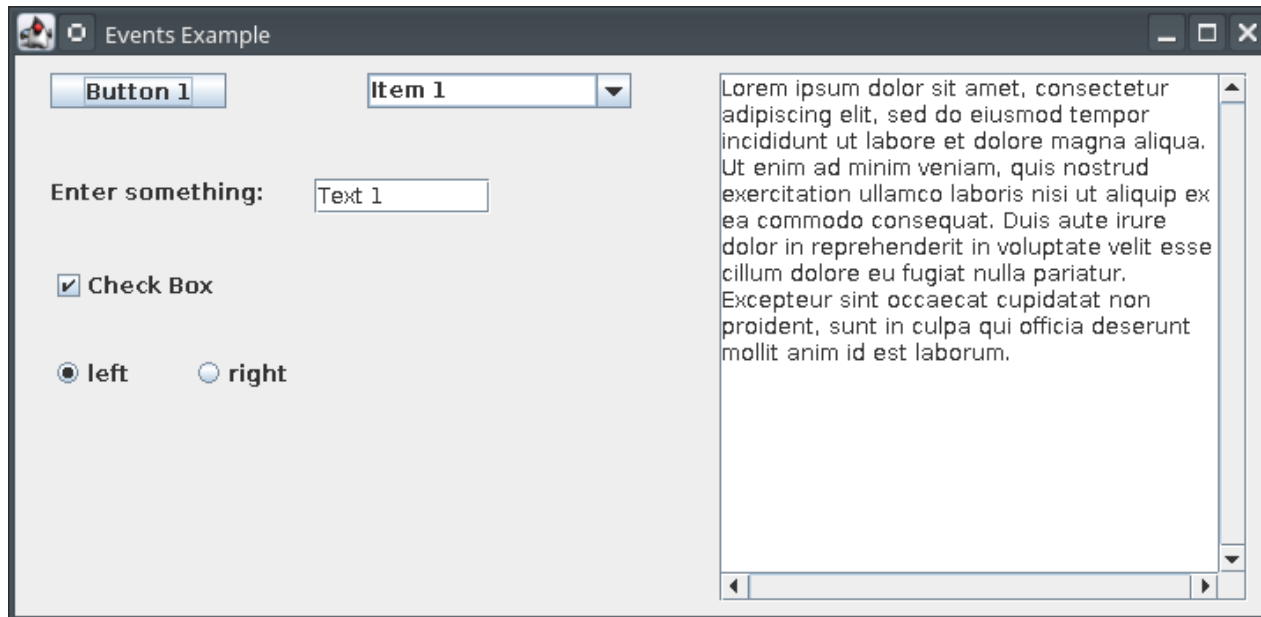 Events Example
Button 1
Item 1
Enter something:
Text 1
Check Box
left
right
Lorem ipsum dolor sit amet, consectetur
adipiscing elit, sed do eiusmod tempor
incididunt ut labore et dolore magna aliqua.
Ut enim ad minim veniam, quis nostrud
exercitation ullamco laboris nisi ut aliquip ex
ea commodo consequat. Duis aute irure
dolor in reprehenderit in voluptate velit esse
cillum dolore eu fugiat nulla pariatur.
Excepteur sint occaecat cupidatat non
proident, sunt in culpa qui officia deserunt
mollit anim id est laborum.